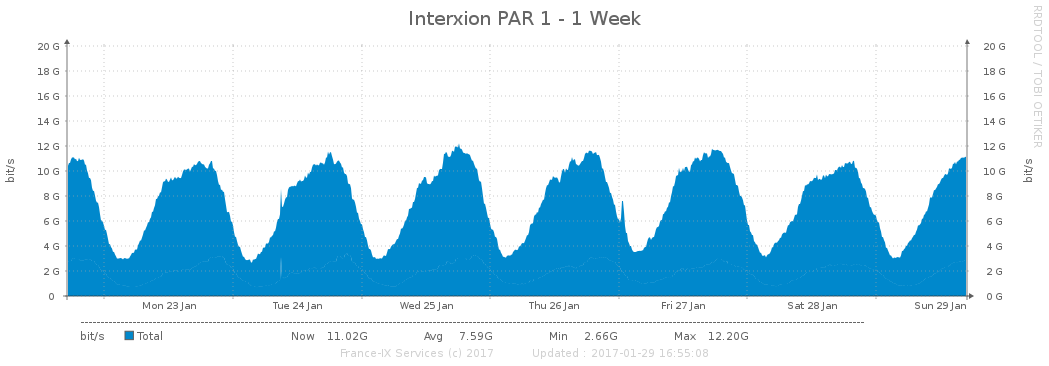 Interxion PAR 1 - 1 Week
RRDTOOL / TOBI OETIKER
bit/s
20 G
18 G
16 G
14 G
12 G
10 G
8 G
6 G
4 G
2 G
0
20 G
18 G
16 G
14 G
12 G
10 G
8 G
6 G
4 G
2 G
0 G
bit/s
Mon 23 Jan Tue 24 Jan Wed 25 Jan Thu 26 Jan Fri 27 Jan Sat 28 Jan Sun 29 Jan
bit/s Total Now 11.02G Avg 7.59G Min 2.66G Max 12.20G
France-IX Services (c) 2017 Updated : 2017-01-29 16:55:08